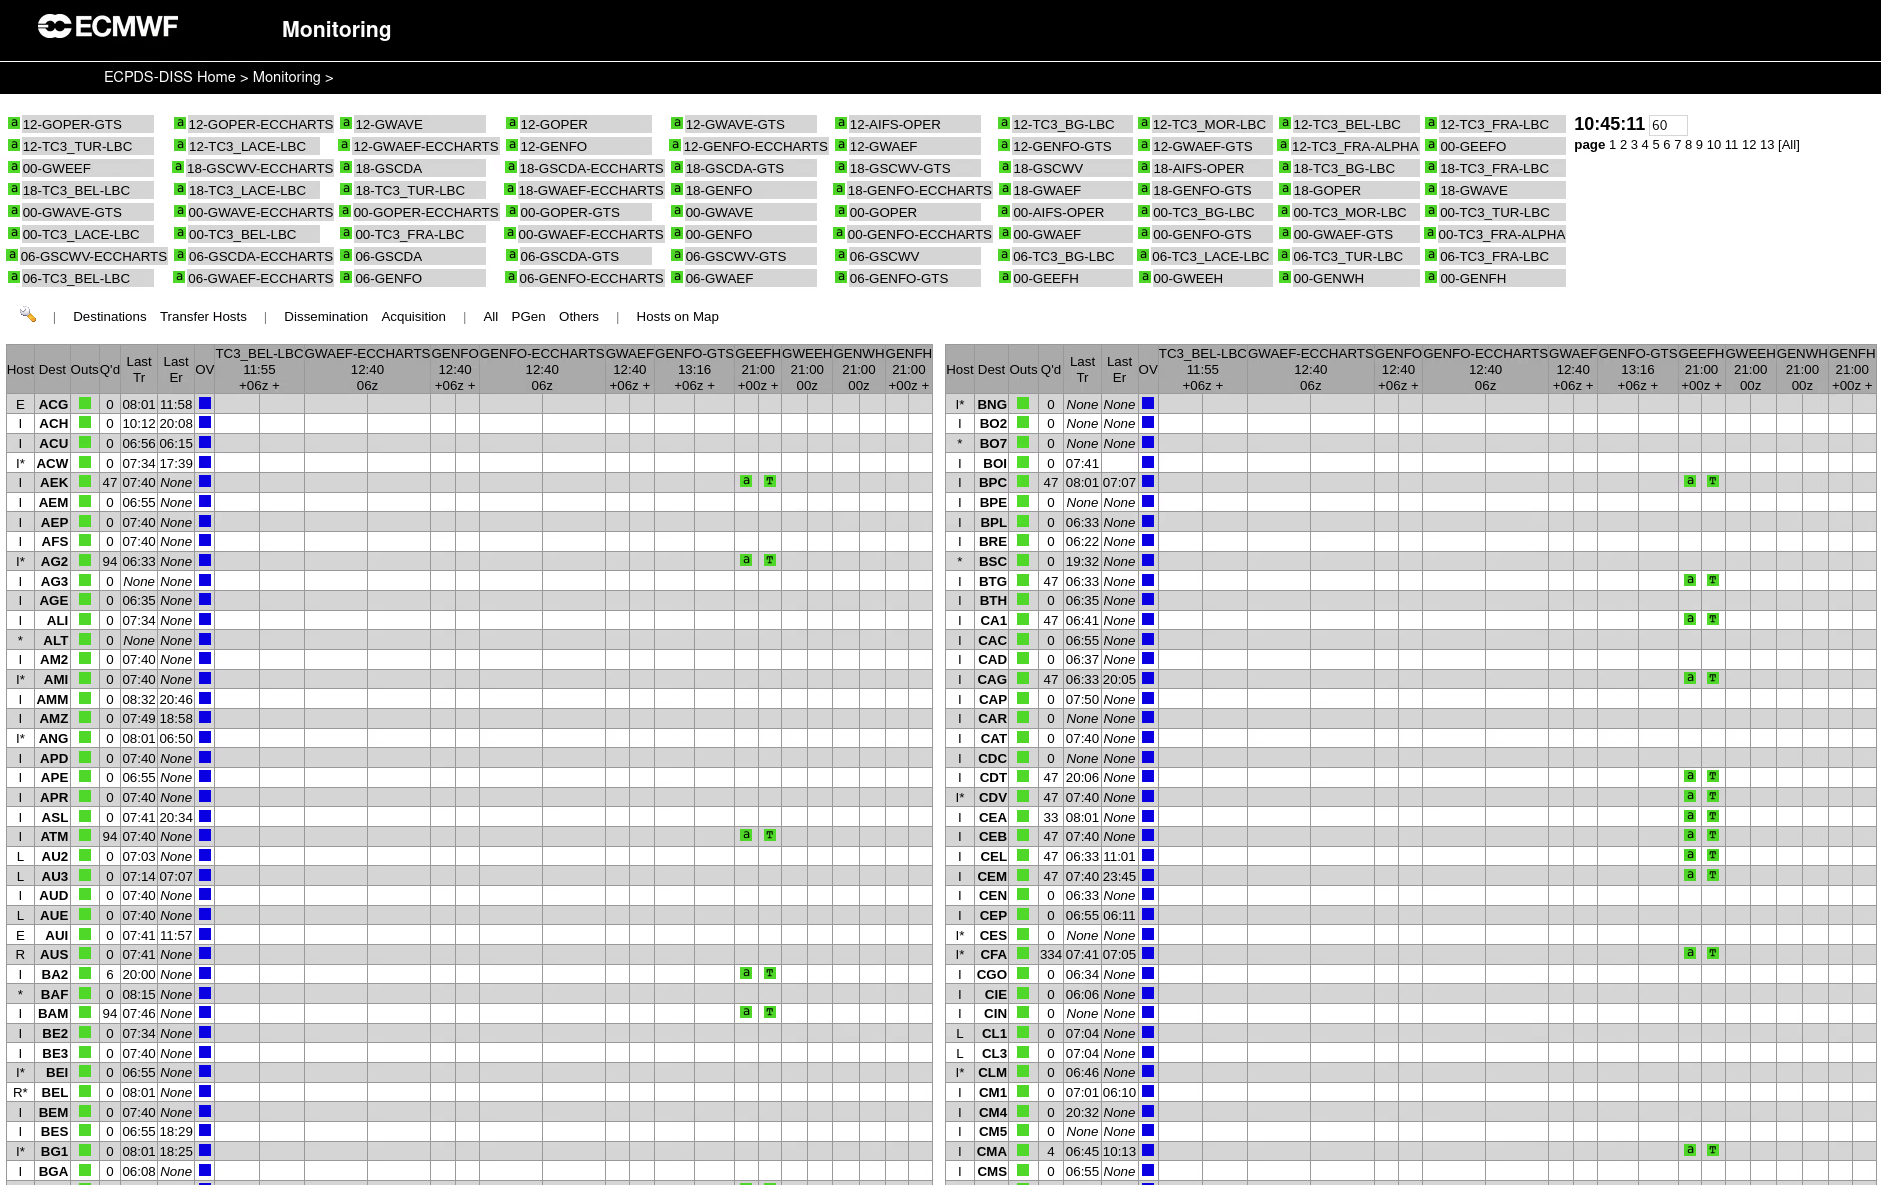 ECMWF Monitoring
ECPDS-DISS Home > Monitoring >
a 12-GOPER-GTS a 12-GOPER-ECCHARTS a 12-GWAVE a 12-GOPER a 12-GWAVE-GTS a 12-AIFS-OPER a 12-TC3_BG-LBC a 12-TC3_MOR-LBC a 12-TC3_BEL-LBC a 12-TC3_FRA-LBC 10:45:11 60
a 12-TC3_TUR-LBC a 12-TC3_LACE-LBC a 12-GWAEF-ECCHARTS a 12-GENFO a 12-GENFO-ECCHARTS a 12-GWAEF a 12-GENFO-GTS a 12-GWAEF-GTS a 12-TC3_FRA-ALPHA a 00-GEEFO page 1 2 3 4 5 6 7 8 9 10 11 12 13 [All]
a 00-GWEEF a 18-GSCWV-ECCHARTS a 18-GSCDA a 18-GSCDA-ECCHARTS a 18-GSCDA-GTS a 18-GSCWV-GTS a 18-GSCWV a 18-AIFS-OPER a 18-TC3_BG-LBC a 18-TC3_FRA-LBC
a 18-TC3_BEL-LBC a 18-TC3_LACE-LBC a 18-TC3_TUR-LBC a 18-GWAEF-ECCHARTS a 18-GENFO a 18-GENFO-ECCHARTS a 18-GWAEF a 18-GENFO-GTS a 18-GOPER a 18-GWAVE
a 00-GWAVE-GTS a 00-GWAVE-ECCHARTS a 00-GOPER-ECCHARTS a 00-GOPER-GTS a 00-GWAVE a 00-GOPER a 00-AIFS-OPER a 00-TC3_BG-LBC a 00-TC3_MOR-LBC a 00-TC3_TUR-LBC
a 00-TC3_LACE-LBC a 00-TC3_BEL-LBC a 00-TC3_FRA-LBC a 00-GWAEF-ECCHARTS a 00-GENFO a 00-GENFO-ECCHARTS a 00-GWAEF a 00-GENFO-GTS a 00-GWAEF-GTS a 00-TC3_FRA-ALPHA
a 06-GSCWV-ECCHARTS a 06-GSCDA-ECCHARTS a 06-GSCDA a 06-GSCDA-GTS a 06-GSCWV-GTS a 06-GSCWV a 06-TC3_BG-LBC a 06-TC3_LACE-LBC a 06-TC3_TUR-LBC a 06-TC3_FRA-LBC
a 06-TC3_BEL-LBC a 06-GWAEF-ECCHARTS a 06-GENFO a 06-GENFO-ECCHARTS a 06-GWAEF a 06-GENFO-GTS a 00-GEEFH a 00-GWEEH a 00-GENWH a 00-GENFH
| Destinations Transfer Hosts | Dissemination Acquisition | All PGen Others | Hosts on Map
Host Dest Outs Q'd Last Tr Last Er OV TC3_BEL-LBC 11:55 +06z + GWAEF-ECCHARTS 12:40 06z GENFO 12:40 +06z + GENFO-ECCHARTS 12:40 06z GWAEF 12:40 +06z + GENFO-GTS 13:16 +06z + GEEFH 21:00 +00z + GWEEH 21:00 00z GENWH 21:00 00z GENFH 21:00 +00z +
E ACG 0 08:01 11:58
I ACH 0 10:12 20:08
I ACU 0 06:56 06:15
I* ACW 0 07:34 17:39
I AEK 47 07:40 None a T
I AEM 0 06:55 None
I AEP 0 07:40 None
I AFS 0 07:40 None
I* AG2 94 06:33 None a T
I AG3 0 None None
I AGE 0 06:35 None
I ALI 0 07:34 None
* ALT 0 None None
I AM2 0 07:40 None
I* AMI 0 07:40 None
I AMM 0 08:32 20:46
I AMZ 0 07:49 18:58
I* ANG 0 08:01 06:50
I APD 0 07:40 None
I APE 0 06:55 None
I APR 0 07:40 None
I ASL 0 07:41 20:34
I ATM 94 07:40 None a T
L AU2 0 07:03 None
L AU3 0 07:14 07:07
I AUD 0 07:40 None
L AUE 0 07:40 None
E AUI 0 07:41 11:57
R AUS 0 07:41 None
I BA2 6 20:00 None a T
* BAF 0 08:15 None
I BAM 94 07:46 None a T
I BE2 0 07:34 None
I BE3 0 07:40 None
I* BEI 0 06:55 None
R* BEL 0 08:01 None
I BEM 0 07:40 None
I BES 0 06:55 18:29
I* BG1 0 08:01 18:25
I BGA 0 06:08 None
Host Dest Outs Q'd Last Tr Last Er OV TC3_BEL-LBC 11:55 +06z + GWAEF-ECCHARTS 12:40 06z GENFO 12:40 +06z + GENFO-ECCHARTS 12:40 06z GWAEF 12:40 +06z + GENFO-GTS 13:16 +06z + GEEFH 21:00 +00z + GWEEH 21:00 00z GENWH 21:00 00z GENFH 21:00 +00z +
I* BNG 0 None None
I BO2 0 None None
* BO7 0 None None
I BOI 0 07:41
I BPC 47 08:01 07:07 a T
I BPE 0 None None
I BPL 0 06:33 None
I BRE 0 06:22 None
* BSC 0 19:32 None
I BTG 47 06:33 None a T
I BTH 0 06:35 None
I CA1 47 06:41 None a T
I CAC 0 06:55 None
I CAD 0 06:37 None
I CAG 47 06:33 20:05 a T
I CAP 0 07:50 None
I CAR 0 None None
I CAT 0 07:40 None
I CDC 0 None None
I CDT 47 20:06 None a T
I* CDV 47 07:40 None a T
I CEA 33 08:01 None a T
I CEB 47 07:40 None a T
I CEL 47 06:33 11:01 a T
I CEM 47 07:40 23:45 a T
I CEN 0 06:33 None
I CEP 0 06:55 06:11
I* CES 0 None None
I* CFA 334 07:41 07:05 a T
I CGO 0 06:34 None
I CIE 0 06:06 None
I CIN 0 None None
L CL1 0 07:04 None
L CL3 0 07:04 None
I* CLM 0 06:46 None
I CM1 0 07:01 06:10
I CM4 0 20:32 None
I CM5 0 None None
I CMA 4 06:45 10:13 a T
I CMS 0 06:55 None